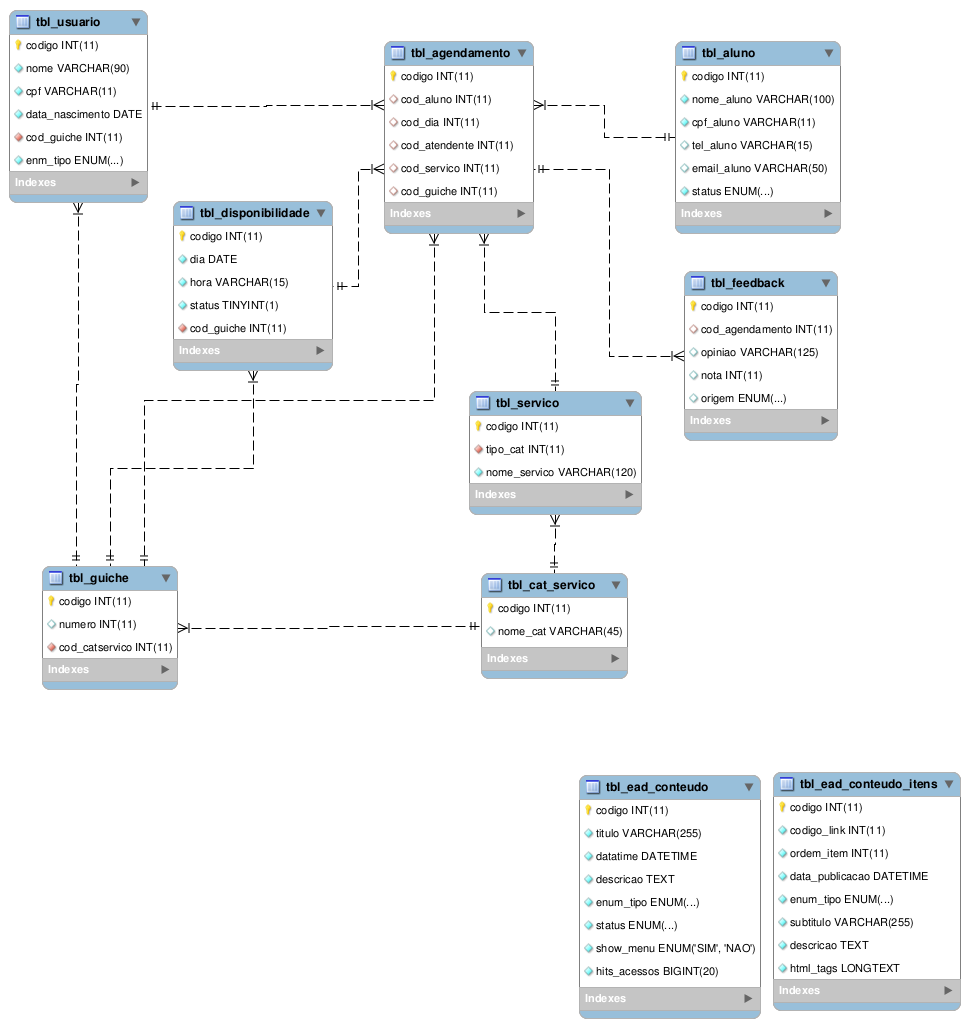 tbl_usuario
codigo INT(11)
nome VARCHAR(90)
cpf VARCHAR(11)
data_nascimento DATE
cod_guiche INT(11)
enm_tipo ENUM(...)
Indexes
tbl_agendamento
codigo INT(11)
cod_aluno INT(11)
cod_dia INT(11)
cod_atendente INT(11)
cod_servico INT(11)
cod_guiche INT(11)
Indexes
tbl_aluno
codigo INT(11)
nome_aluno VARCHAR(100)
cpf_aluno VARCHAR(11)
tel_aluno VARCHAR(15)
email_aluno VARCHAR(50)
status ENUM(...)
Indexes
tbl_disponibilidade
codigo INT(11)
dia DATE
hora VARCHAR(15)
status TINYINT(1)
cod_guiche INT(11)
Indexes
tbl_feedback
codigo INT(11)
cod_agendamento INT(11)
opiniao VARCHAR(125)
nota INT(11)
origem ENUM(...)
Indexes
tbl_servico
codigo INT(11)
tipo_cat INT(11)
nome_servico VARCHAR(120)
Indexes
tbl_guiche
codigo INT(11)
numero INT(11)
cod_catservico INT(11)
Indexes
tbl_cat_servico
codigo INT(11)
nome_cat VARCHAR(45)
Indexes
tbl_ead_conteudo
codigo INT(11)
titulo VARCHAR(255)
datatime DATETIME
descricao TEXT
enum_tipo ENUM(...)
status ENUM(...)
show_menu ENUM('SIM', 'NAO')
hits_acessos BIGINT(20)
Indexes
tbl_ead_conteudo_itens
codigo INT(11)
codigo_link INT(11)
ordem_item INT(11)
data_publicacao DATETIME
enum_tipo ENUM(...)
subtitulo VARCHAR(255)
descricao TEXT
html_tags LONGTEXT
Indexes